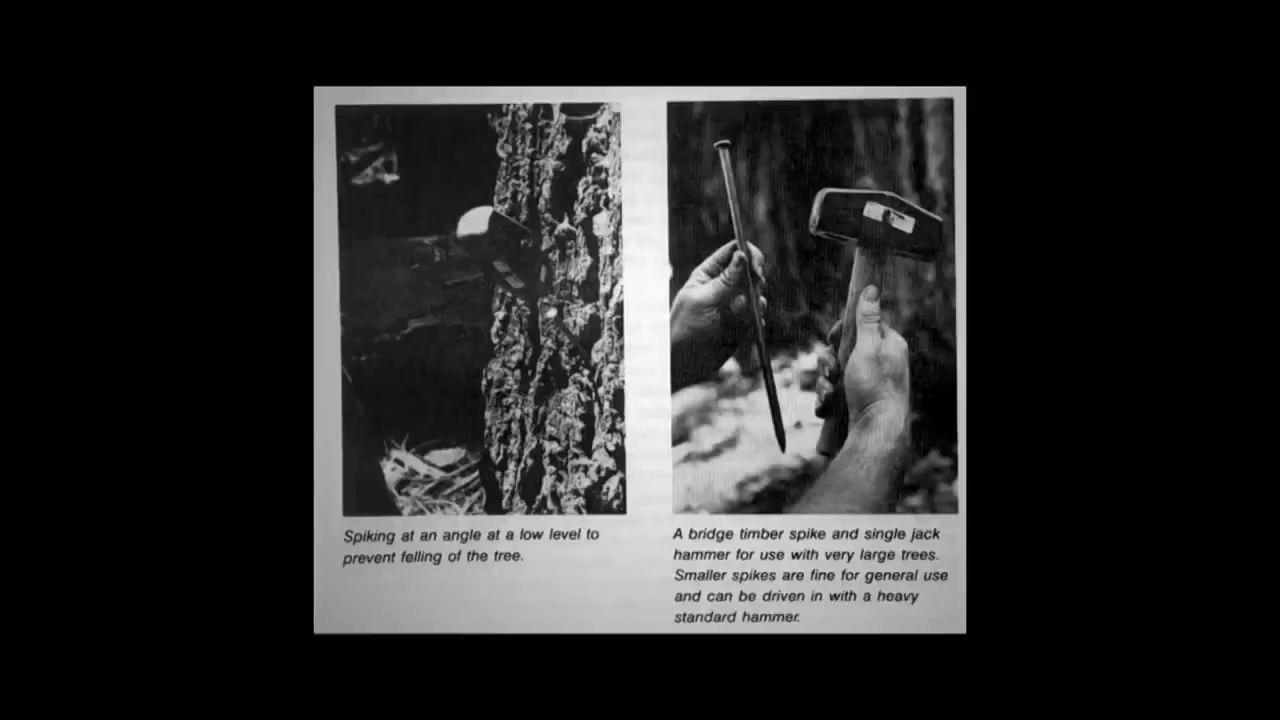 Spiking at an angle at a low level to
prevent felling of the tree.
A bridge timber spike and single jack
hammer for use with very large trees.
Smaller spikes are fine for general use
and can be driven in with a heavy
standard hammer.